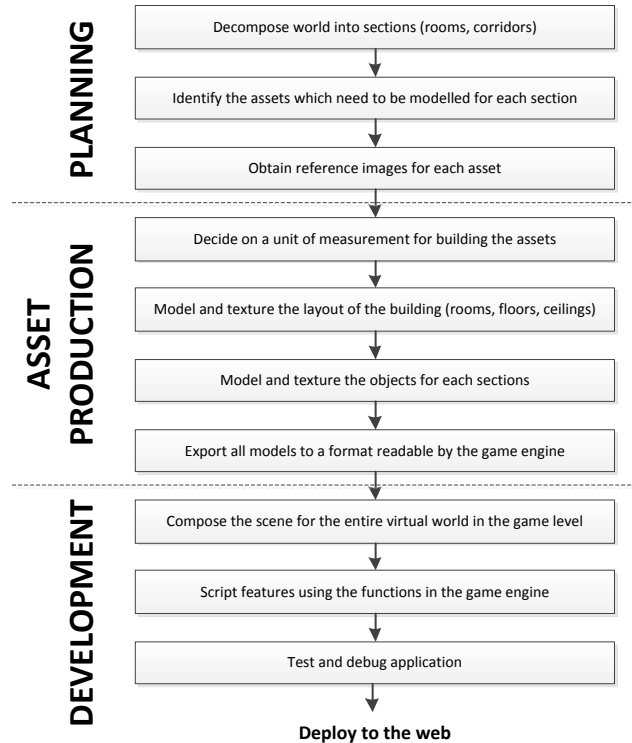 PLANNING
Decompose world into sections (rooms, corridors)
Identify the assets which need to be modelled for each section
Obtain reference images for each asset
ASSET
PRODUCTION
Decide on a unit of measurement for building the assets
Model and texture the layout of the building (rooms, floors, ceilings)
Model and texture the objects for each sections
Export all models to a format readable by the game engine
DEVELOPMENT
Compose the scene for the entire virtual world in the game level
Script features using the functions in the game engine
Test and debug application
Deploy to the web